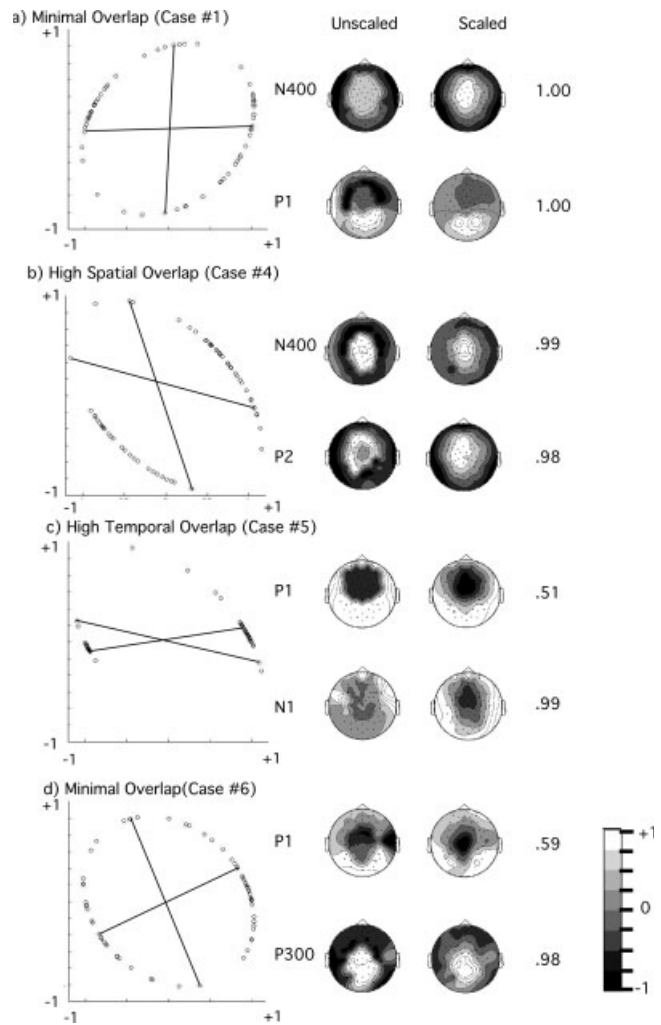 a) Minimal Overlap (Case #1)
Unscaled
Scaled
+1
N400
1.00
P1
1.00
-1
-1
+1
b) High Spatial Overlap (Case #4)
+1
N400
.99
P2
.98
-1
-1
+1
c) High Temporal Overlap (Case #5)
+1
P1
.51
N1
.99
-1
-1
+1
d) Minimal Overlap(Case #6)
+1
P1
.59
P300
.98
-1
-1
+1
+1
0
-1